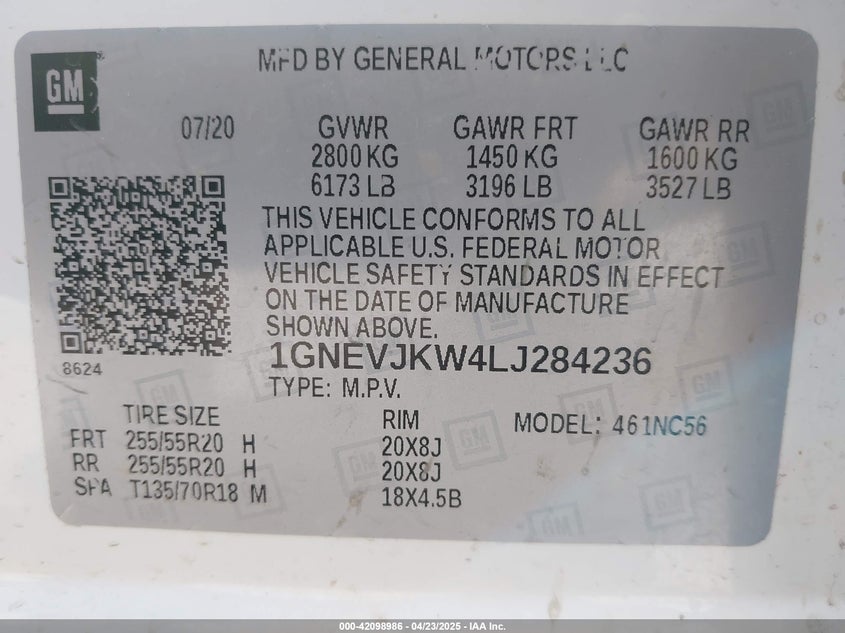 GM
MFD BY GENERAL MOTORS LLC
07/20 GVWR GAWR FRT GAWR RR
2800 KG 1450 KG 1600 KG
6173 LB 3196 LB 3527 LB
THIS VEHICLE CONFORMS TO ALL
APPLICABLE U.S. FEDERAL MOTOR
VEHICLE SAFETY STANDARDS IN EFFECT
ON THE DATE OF MANUFACTURE
SHOWN ABOVE.
8624
1GNEVJKW4LJ284236
TYPE: M.P.V.
TIRE SIZE RIM MODEL: 461NC56
FRT 255/55R20 H 20X8J
RR 255/55R20 H 20X8J
SPA T135/70R18 M 18X4.5B
000-42098986 - 04/23/2025 - IAA Inc.